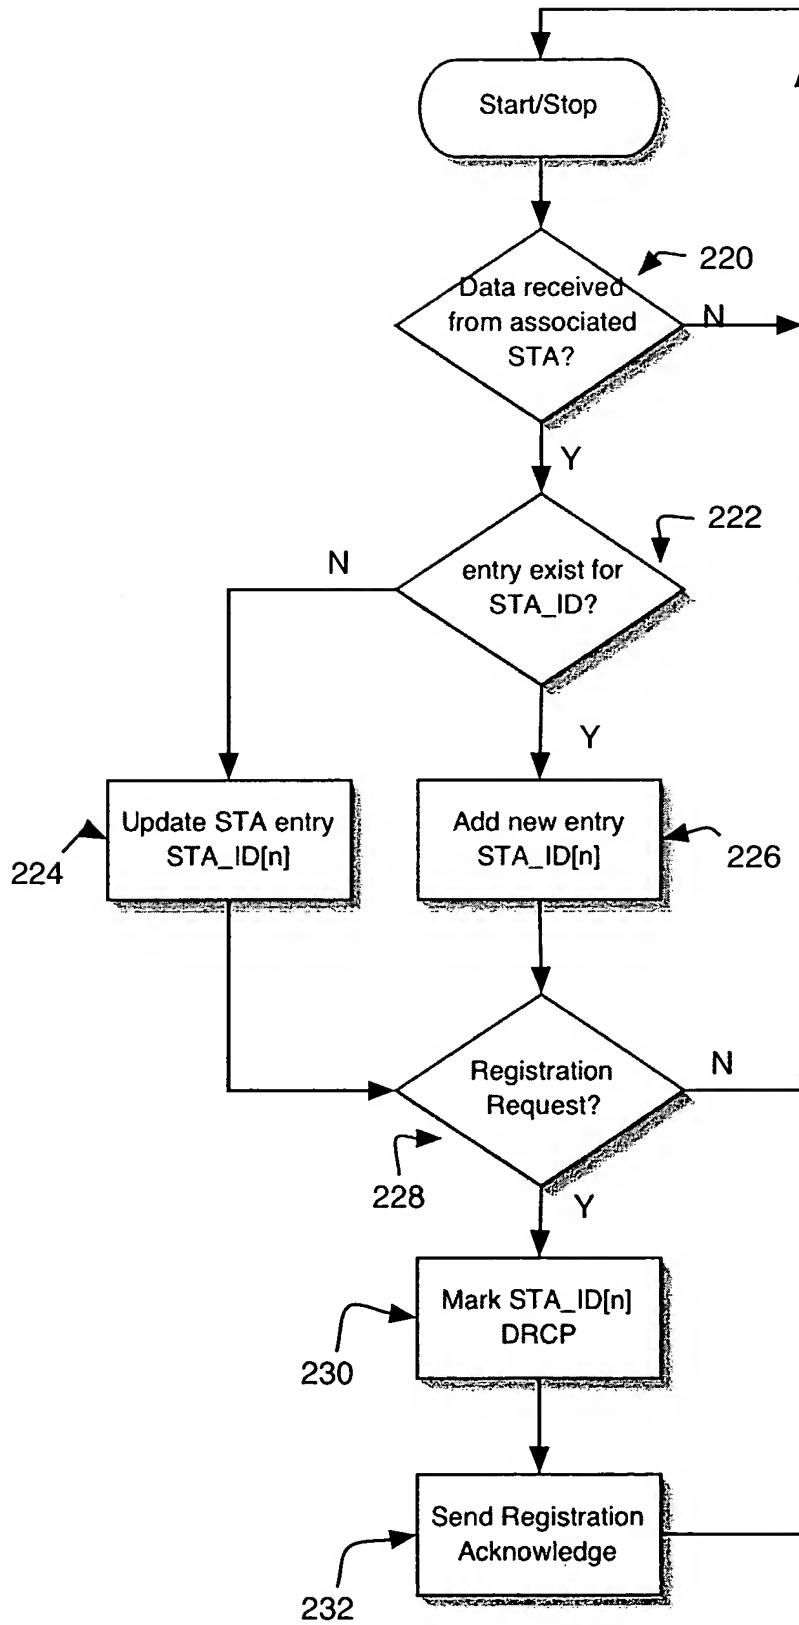 Start/Stop
220
Data received
from associated
STA?
N
Y
222
N
entry exist for
STA_ID?
Y
Update STA entry
STA_ID[n]
224
Add new entry
STA_ID[n]
226
Registration
Request?
N
228
Y
Mark STA_ID[n]
DRCP
230
Send Registration
Acknowledge
232